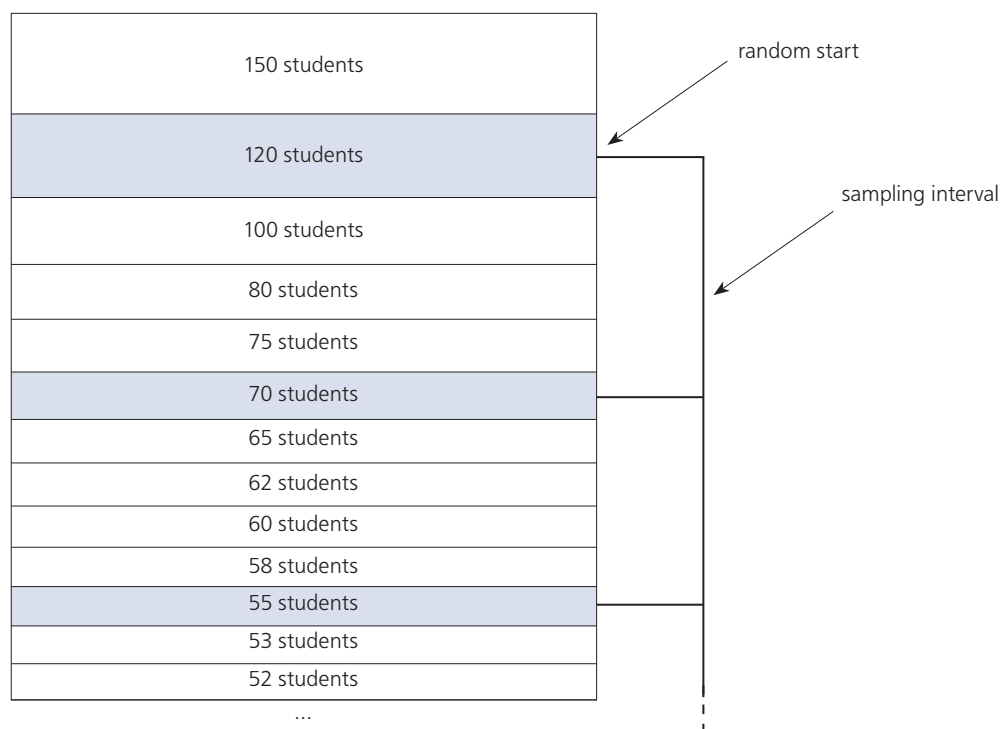 random start
150 students
120 students
sampling interval
100 students
80 students
75 students
70 students
65 students
62 students
60 students
58 students
55 students
53 students
52 students
...